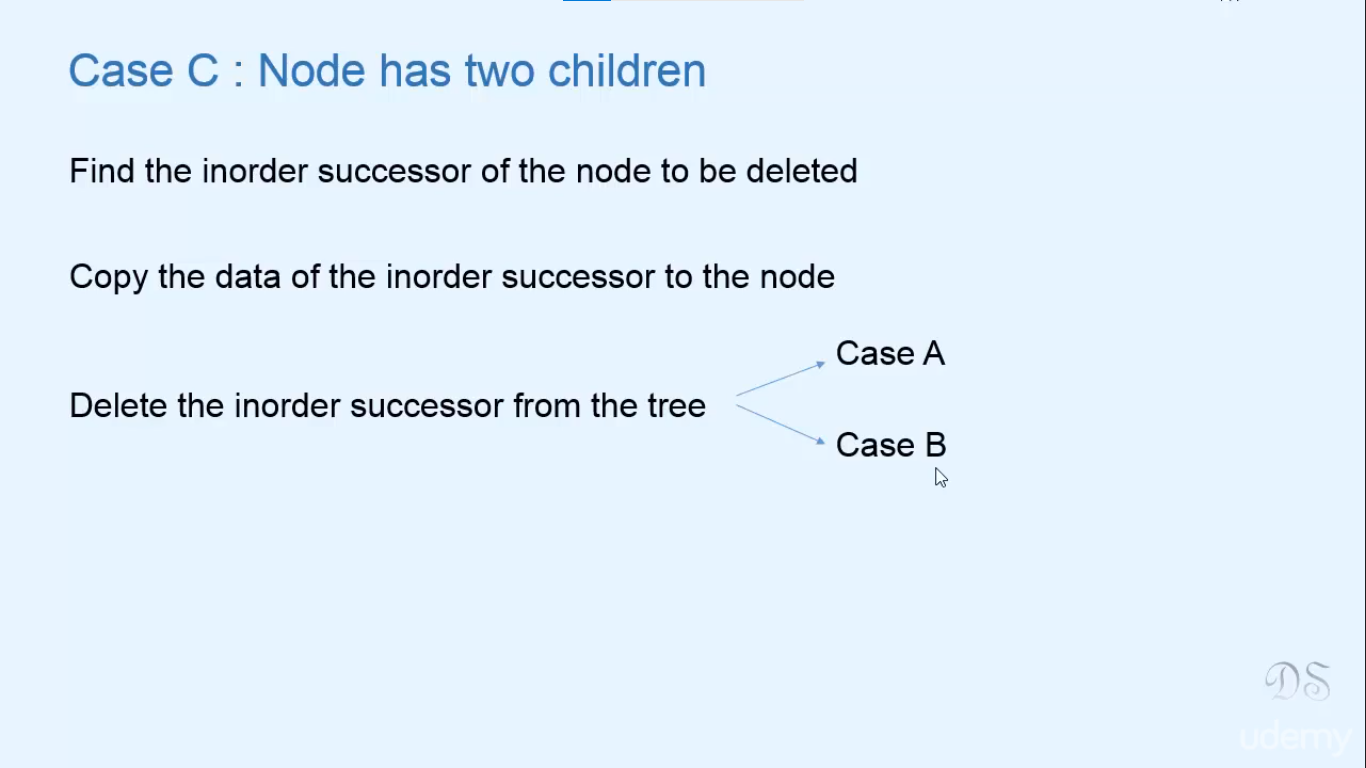 Case C : Node has two children
Find the inorder successor of the node to be deleted
Copy the data of the inorder successor to the node
Case A
Delete the inorder successor from the tree
Case B
DS
udemy